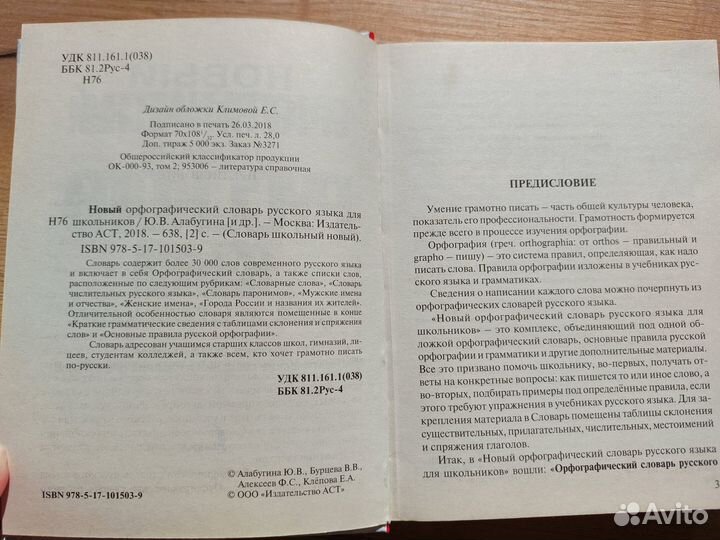 УДК 811.161.1(038)
ББК 81.2Рус-4
Н76
Дизайн обложки Климовой Е.С.
Подписано в печать 26.03.2018
Формат 70х108¹/₃₂. Усл. печ. л. 28,0
Доп. тираж 5 000 экз. Заказ №3271
Общероссийский классификатор продукции
ОК-000-93, том 2; 953006 – литература справочная
Новый орфографический словарь русского языка для
Н76 школьников / Ю.В. Алабугина [и др.]. – Москва: Издатель-
ство АСТ, 2018. – 638, [2] с. – (Словарь школьный новый).
ISBN 978-5-17-101503-9
Словарь содержит более 30 000 слов современного русского языка
и включает в себя Орфографический словарь, а также списки слов,
расположенные по следующим рубрикам: «Словарные слова», «Словарь
числительных русского языка», «Словарь паронимов», «Мужские имена
и отчества», «Женские имена», «Города России и названия их жителей».
Отличительной особенностью словаря являются помещенные в конце
«Краткие грамматические сведения с таблицами склонения и спряжения
слов» и «Основные правила русской орфографии».
Словарь адресован учащимся старших классов школ, гимназий, ли-
цеев, студентам колледжей, а также всем, кто хочет грамотно писать
по-русски.
УДК 811.161.1(038)
ББК 81.2Рус-4
© Алабугина Ю.В., Бурцева В.В.,
Алексеев Ф.С., Клёпова Е.А.
© ООО «Издательство АСТ»
ISBN 978-5-17-101503-9
ПРЕДИСЛОВИЕ
Умение грамотно писать – часть общей культуры человека,
показатель его профессиональности. Грамотность формируется
прежде всего в процессе изучения орфографии.
Орфография (греч. orthographia: от orthos – правильный и
grapho – пишу) – это система правил, определяющая, как надо
писать слова. Правила орфографии изложены в учебниках рус-
ского языка и грамматиках.
Сведения о написании каждого слова можно почерпнуть из
орфографических словарей русского языка.
«Новый орфографический словарь русского языка для
школьников» – это комплекс, объединяющий под одной об-
ложкой орфографический словарь, основные правила русской
орфографии и грамматики и другие дополнительные материалы.
Все это призвано помочь школьнику, во-первых, получать от-
веты на конкретные вопросы: как пишется то или иное слово, а
во-вторых, подбирать примеры под определённые правила, если
этого требуют упражнения в учебниках русского языка. Для за-
крепления материала в Словарь помещены таблицы склонения
существительных, прилагательных, числительных, местоимений
и спряжения глаголов.
Итак, в «Новый орфографический словарь русского языка
для школьников» вошли: «Орфографический словарь русского
3
Avito